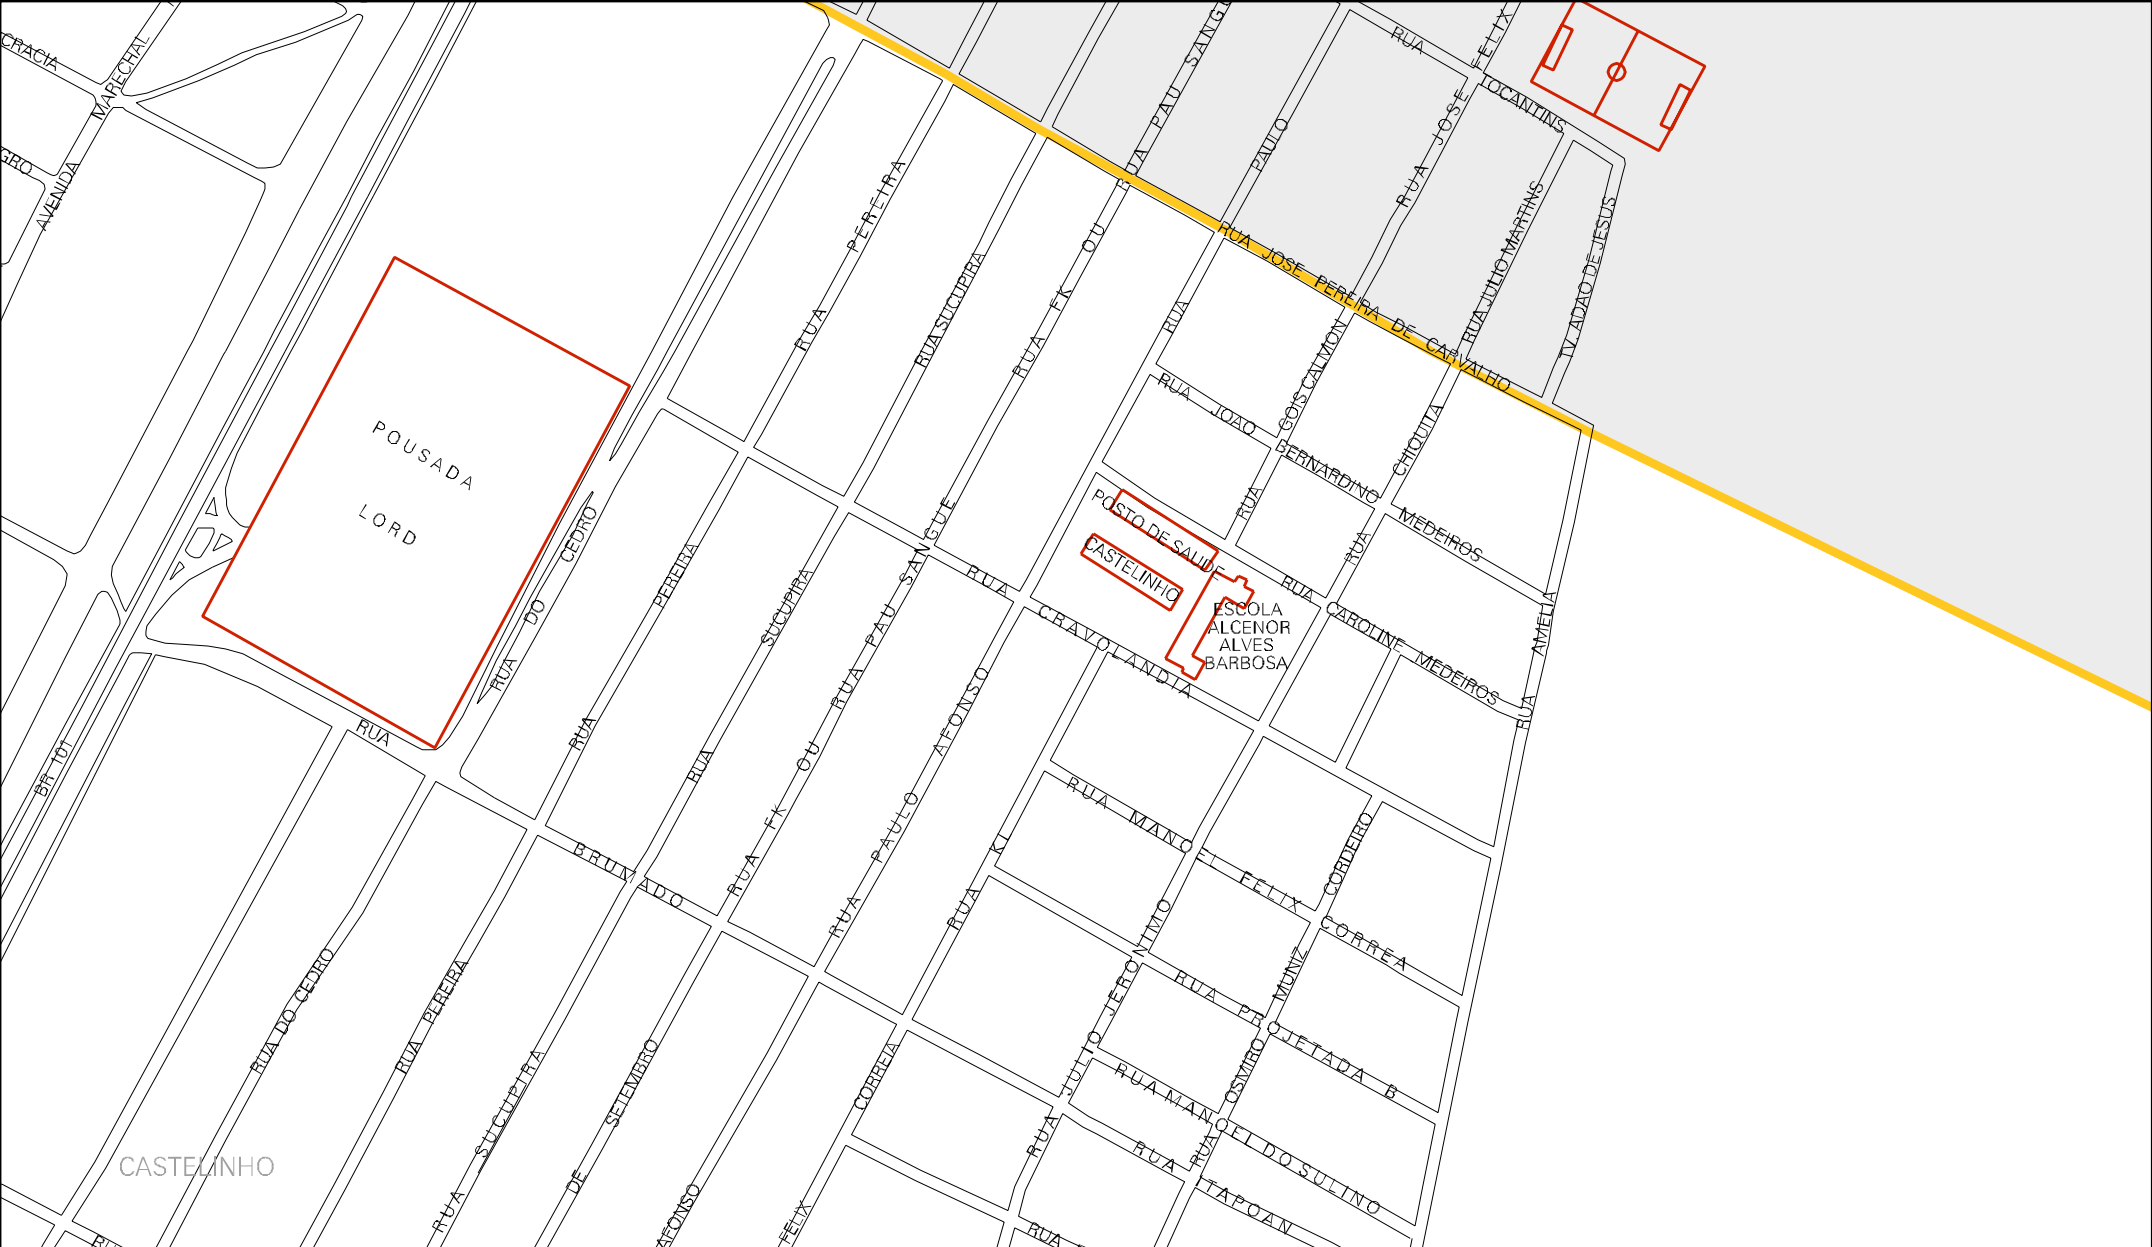 CRACIA
MARECHAL
AVENIDA
GRO
POUSADA
LORD
BR 101
RUA DO CEDRO
RUA PEREIRA
RUA SUCUPIRA
RUA FK OU RUA PAU SANGUE
RUA PAULO
RUA JOSE FELIX
RUA TOCANTINS
RUA JULIO MARTINS
TV. ADAO DE JESUS
RUA JOSE PEREIRA DE CARVALHO
RUA GOIS CALMON
RUA CHIQUITA
RUA JOAO BERNARDINO MEDEIROS
POSTO DE SAUDE
CASTELINHO
ESCOLA
ALCENOR
ALVES
BARBOSA
RUA CAROLINE MEDEIROS
RUA AMELIA
RUA CRAVOLANDIA
RUA PEREIRA
RUA SUCUPIRA
RUA FK OU RUA PAU SANGUE
RUA PAULO AFONSO
RUA KI
RUA BRUMADO
RUA MANOEL FELIX CORREA
CORDEIRO
MUNIZ
OSMIRO
RUA
RUA JULIO JERONIMO
RUA PROJETADA B
RUA MANOEL DO SULINO
RUA ITAPOAN
RUA DO CEDRO
RUA PEREIRA
RUA SUCUPIRA
DE SETEMBRO
AFONSO
FELIX CORREIA
RUA
CASTELINHO